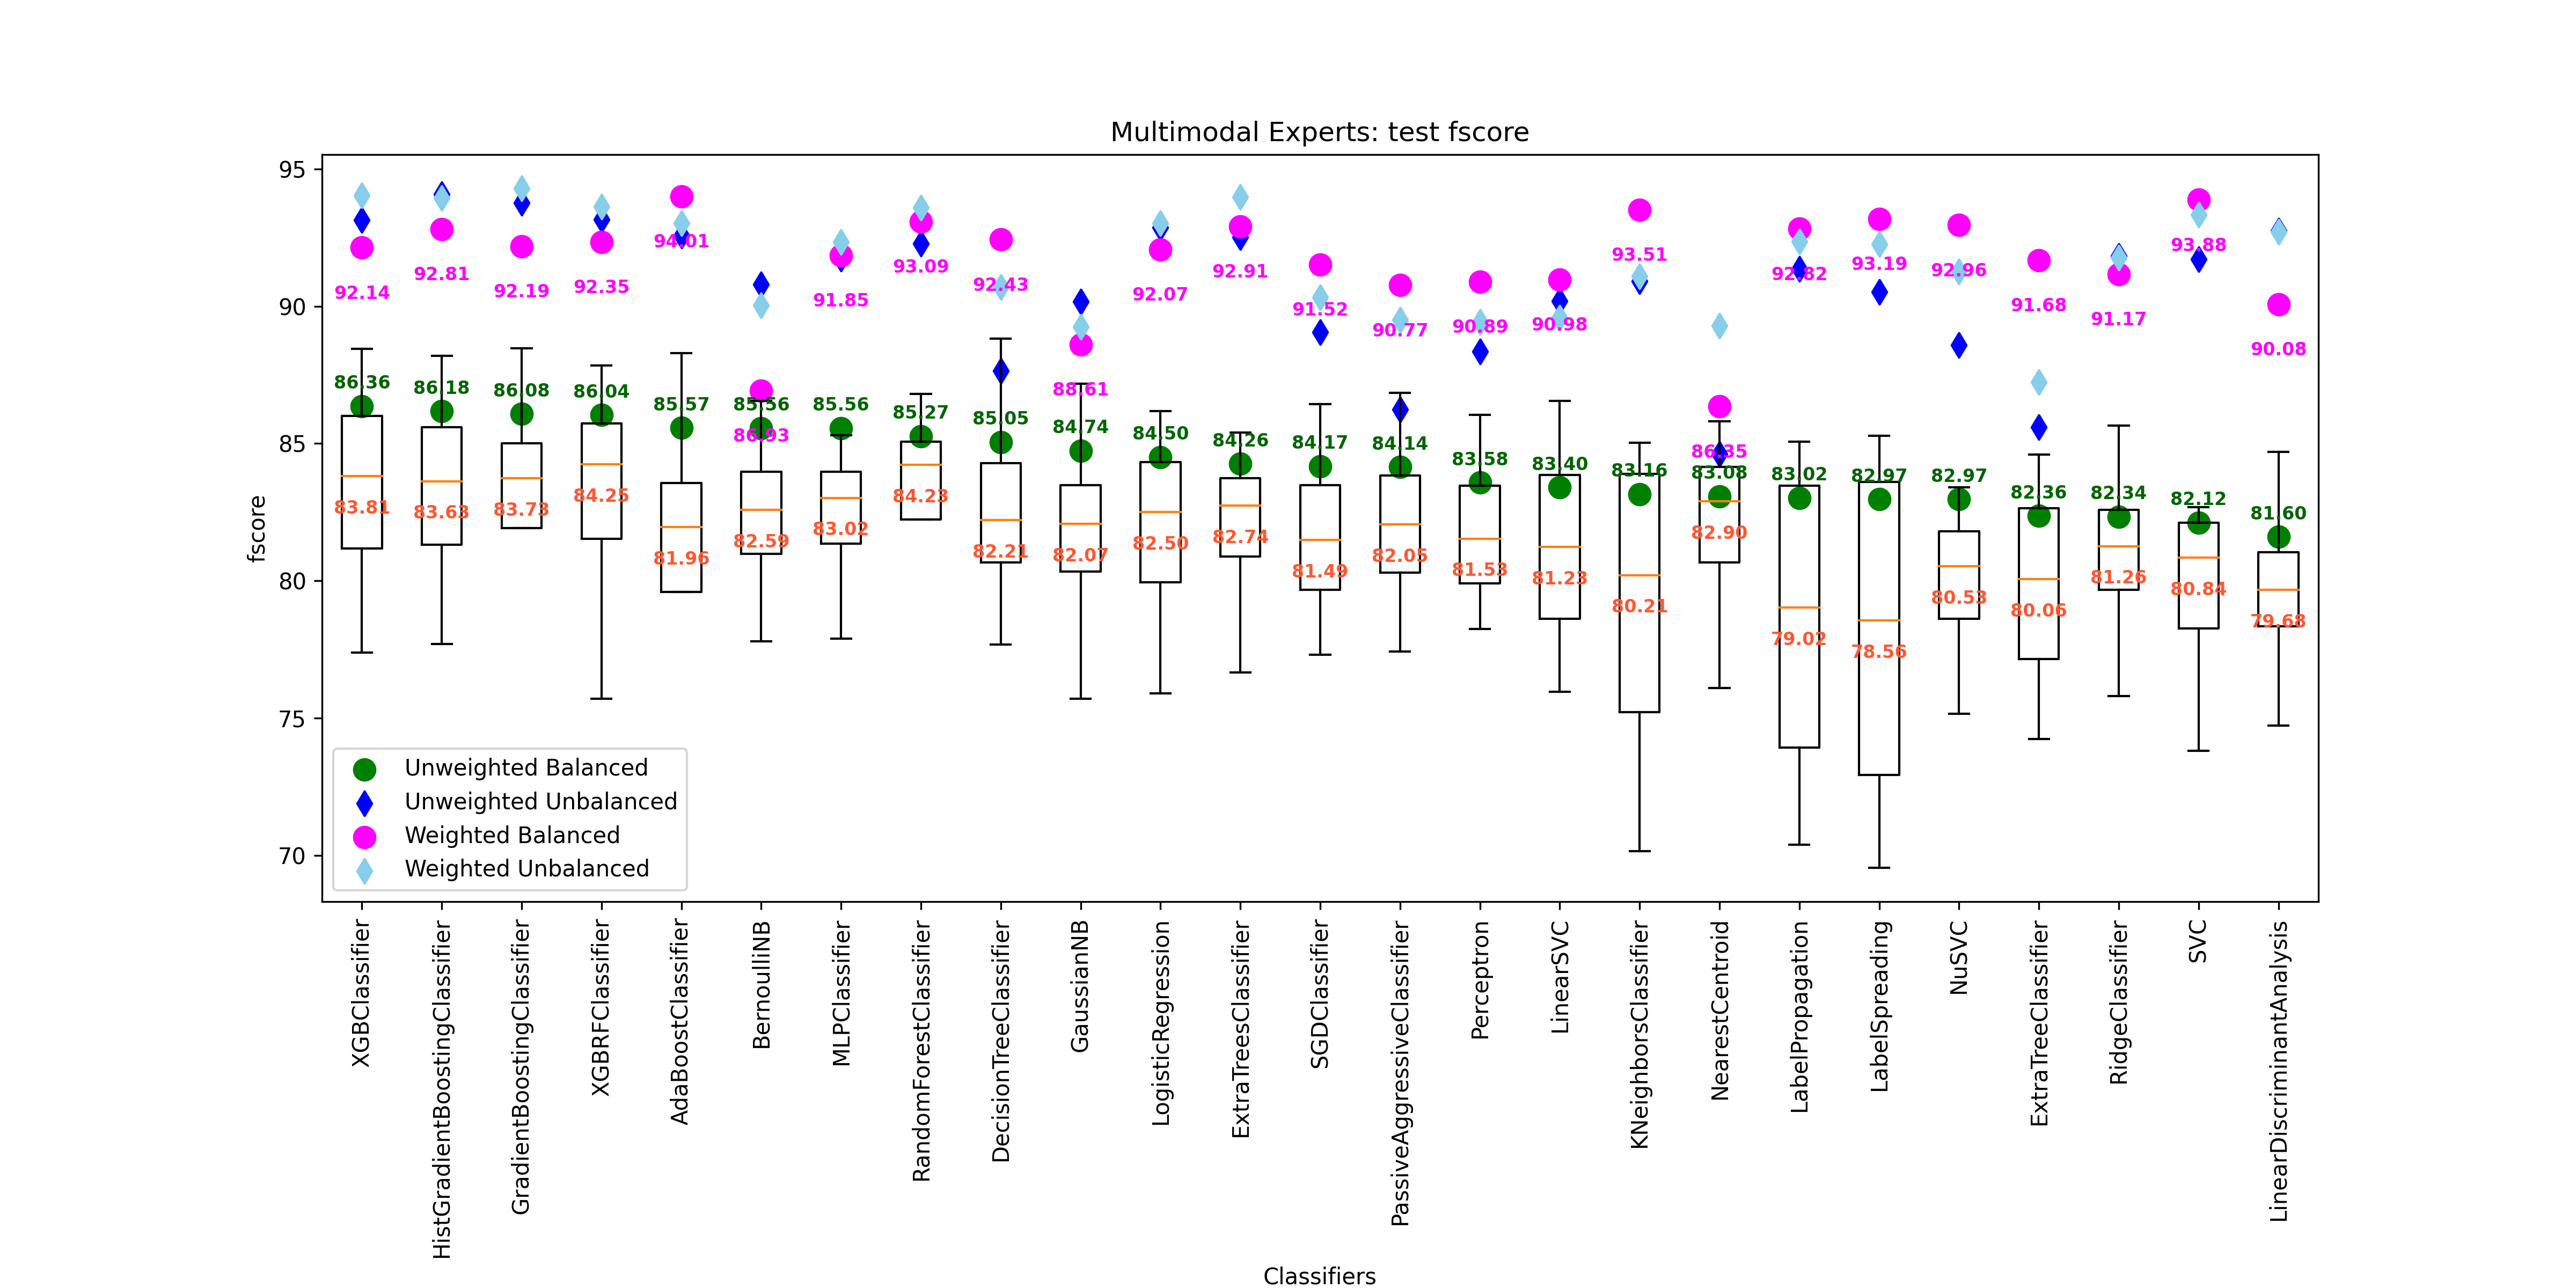 Multimodal Experts: test fscore
fscore
95
90
85
80
75
70
92.14
92.81
92.19
92.35
94.01
86.93
91.85
93.09
92.43
88.61
92.07
92.91
91.52
90.77
90.89
90.98
93.51
86.35
92.82
93.19
92.96
91.68
91.17
93.88
90.08
86.36
86.18
86.08
86.04
85.57
85.56
85.56
85.27
85.05
84.74
84.50
84.26
84.17
84.14
83.58
83.40
83.16
83.08
83.02
82.97
82.97
82.36
82.34
82.12
81.60
83.81
83.63
83.73
84.25
81.96
82.59
83.02
84.23
82.21
82.07
82.50
82.74
81.49
82.05
81.53
81.23
80.21
82.90
79.02
78.56
80.53
80.06
81.26
80.84
79.68
Unweighted Balanced
Unweighted Unbalanced
Weighted Balanced
Weighted Unbalanced
XGBClassifier
HistGradientBoostingClassifier
GradientBoostingClassifier
XGBRFClassifier
AdaBoostClassifier
BernoulliNB
MLPClassifier
RandomForestClassifier
DecisionTreeClassifier
GaussianNB
LogisticRegression
ExtraTreesClassifier
SGDClassifier
PassiveAggressiveClassifier
Perceptron
LinearSVC
KNeighborsClassifier
NearestCentroid
LabelPropagation
LabelSpreading
NuSVC
ExtraTreeClassifier
RidgeClassifier
SVC
LinearDiscriminantAnalysis
Classifiers